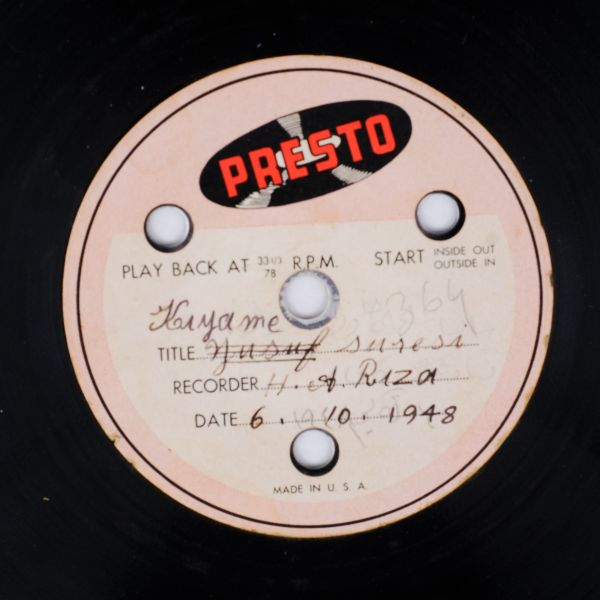 PRESTO
PLAY BACK AT 33 1/3 78 R.P.M. START INSIDE OUT OUTSIDE IN
364
Kıyame
TITLE Yusuf suresi
RECORDER H. A. Rıza
DATE 6. 10. 1948
MADE IN U. S. A.